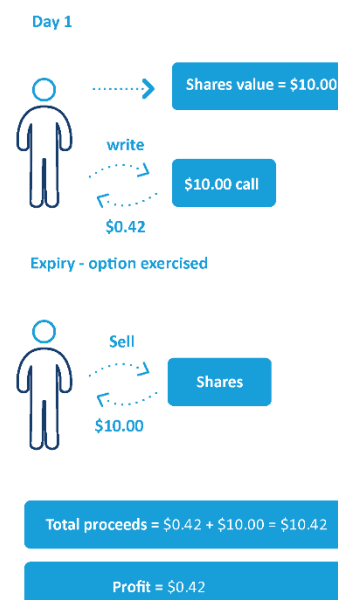 Day 1
Shares value = $10.00
write
$10.00 call
$0.42
Expiry - option exercised
Sell
Shares
$10.00
Total proceeds = $0.42 + $10.00 = $10.42
Profit = $0.42